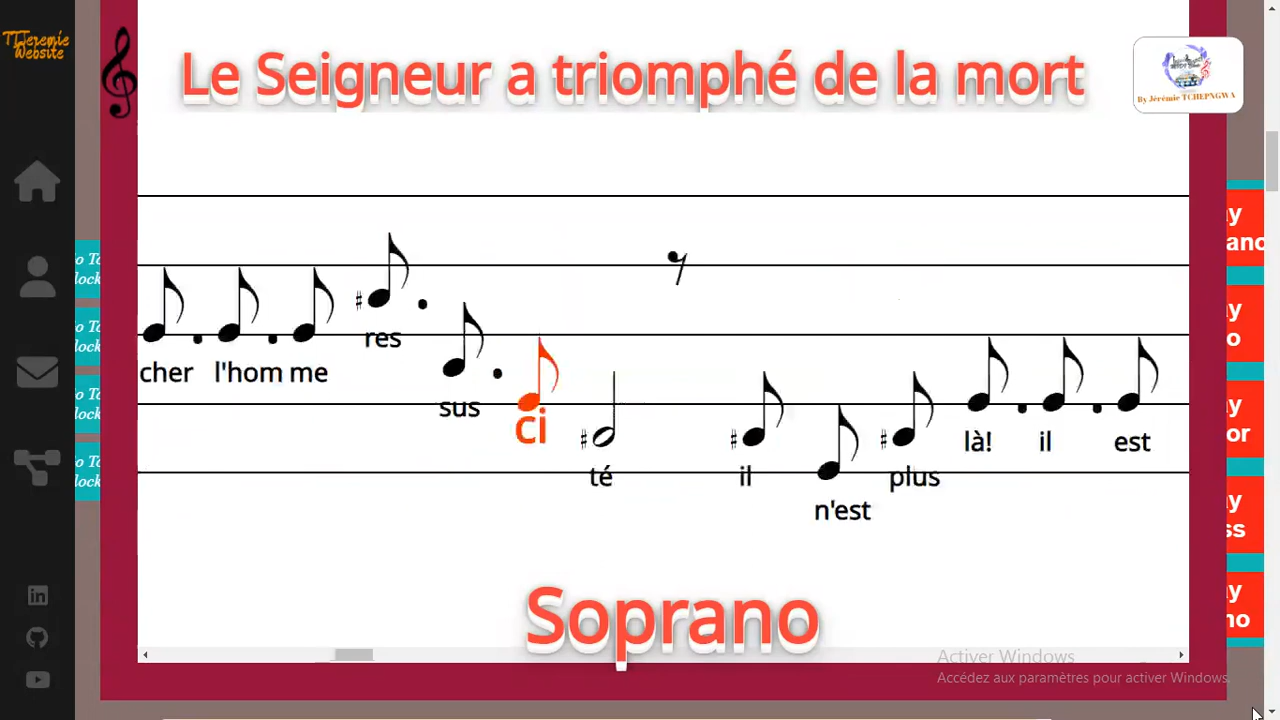 TTJeremie
Website
Le Seigneur a triomphé de la mort
By Jérémie TCHEPNGWA
cher l'hom me res sus ci té il n'est plus là! il est
Soprano
Activer Windows
Accédez aux paramètres pour activer Windows.